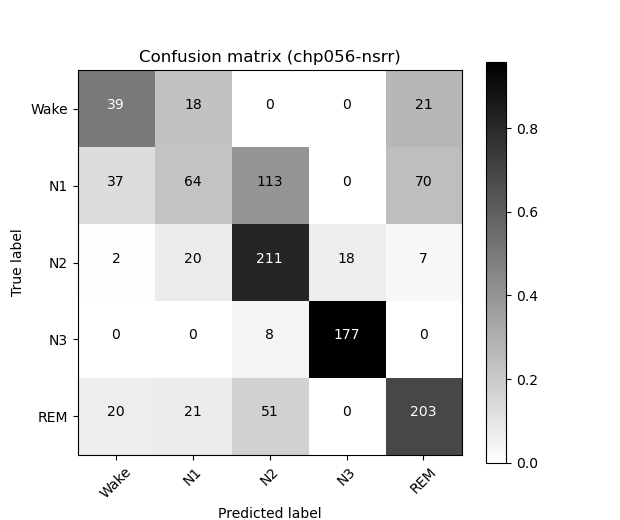 Confusion matrix (chp056-nsrr)
True label
Wake 39 18 0 0 21
N1 37 64 113 0 70
N2 2 20 211 18 7
N3 0 0 8 177 0
REM 20 21 51 0 203
Wake N1 N2 N3 REM
Predicted label
0.8
0.6
0.4
0.2
0.0